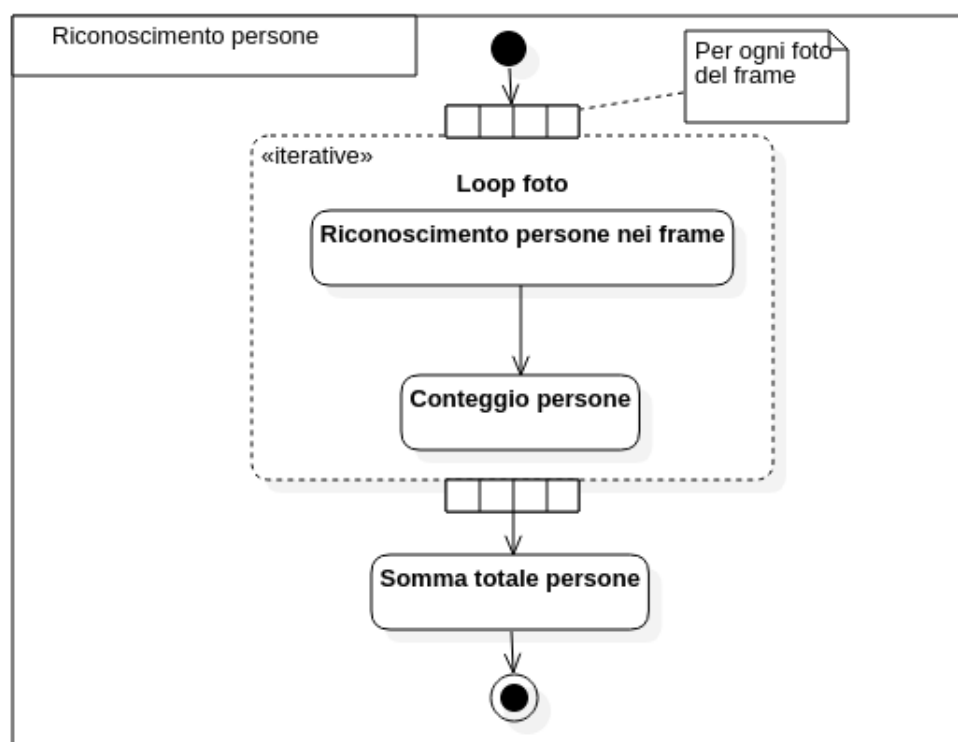 Riconoscimento persone
Per ogni foto
del frame
«iterative»
Loop foto
Riconoscimento persone nei frame
Conteggio persone
Somma totale persone